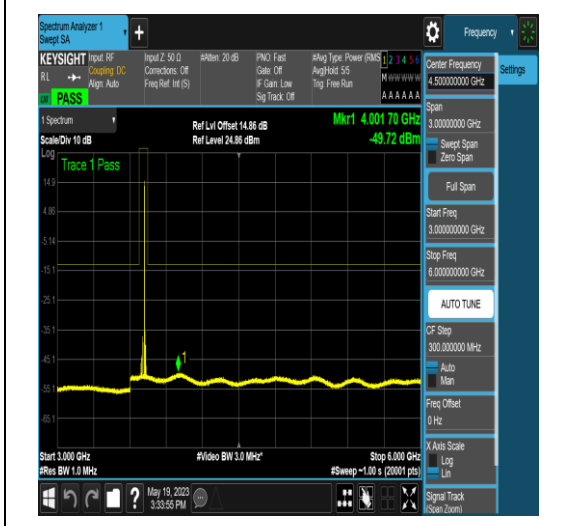 Spectrum Analyzer 1
Swept SA
+
Frequency
KEYSIGHT
RL
PASS
Input: RF
Coupling: DC
Align: Auto
Input Z: 50 Ω
Corrections: Off
Freq Ref: Int (S)
#Atten: 20 dB
PNO: Fast
Gate: Off
IF Gain: Low
Sig Track: Off
#Avg Type: Power (RMS
Avg|Hold: 5/5
Trig: Free Run
1 2 3 4 5 6
M W W W W W
A A A A A A
1 Spectrum
Scale/Div 10 dB
Ref Lvl Offset 14.86 dB
Ref Level 24.86 dBm
Mkr1 4.001 70 GHz
-49.72 dBm
Log
Trace 1 Pass
14.9
4.86
-5.14
-15.1
-25.1
-35.1
-45.1
-55.1
-65.1
1
Start 3.000 GHz
#Res BW 1.0 MHz
#Video BW 3.0 MHz*
Stop 6.000 GHz
#Sweep ~1.00 s (20001 pts)
May 19, 2023
3:33:55 PM
Center Frequency
4.500000000 GHz
Settings
Span
3.00000000 GHz
Swept Span
Zero Span
Full Span
Start Freq
3.000000000 GHz
Stop Freq
6.000000000 GHz
AUTO TUNE
CF Step
300.000000 MHz
Auto
Man
Freq Offset
0 Hz
X Axis Scale
Log
Lin
Signal Track
(Span Zoom)